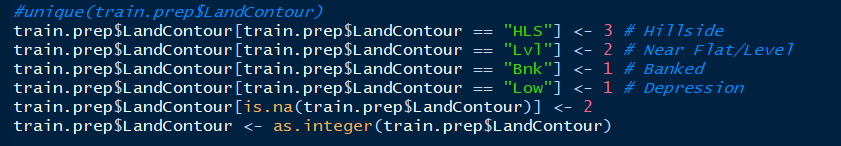 #unique(train.prep$LandContour)
train.prep$LandContour[train.prep$LandContour == "HLS"] <- 3 # Hillside
train.prep$LandContour[train.prep$LandContour == "Lvl"] <- 2 # Near Flat/Level
train.prep$LandContour[train.prep$LandContour == "Bnk"] <- 1 # Banked
train.prep$LandContour[train.prep$LandContour == "Low"] <- 1 # Depression
train.prep$LandContour[is.na(train.prep$LandContour)] <- 2
train.prep$LandContour <- as.integer(train.prep$LandContour)